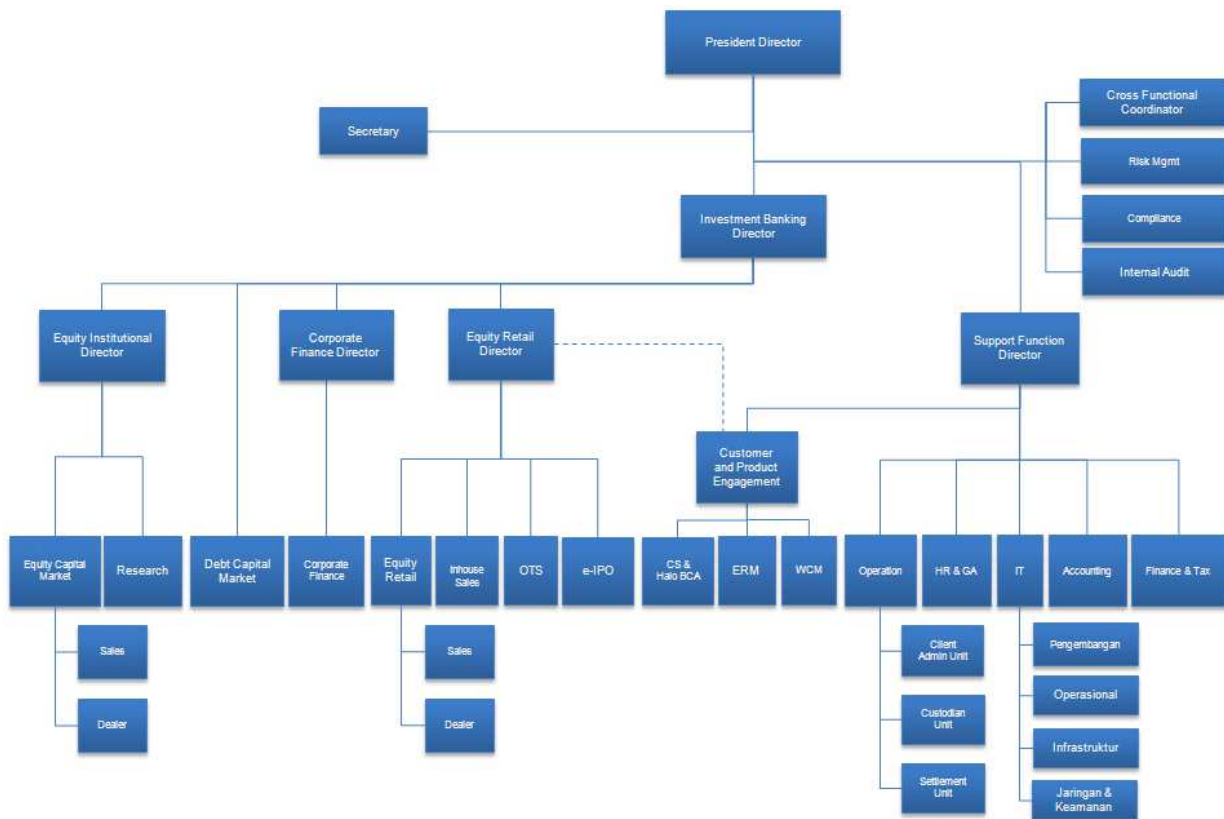 President Director
Cross Functional
Coordinator
Secretary
Risk Mgmt
Investment Banking
Director
Compliance
Internal Audit
Equity Institutional
Director
Corporate
Finance Director
Equity Retail
Director
Support Function
Director
Customer
and Product
Engagement
Equity Capital
Market
Research
Debt Capital
Market
Corporate
Finance
Equity
Retail
Inhouse
Sales
OTS
e-IPO
CS &
Halo BCA
ERM
WCM
Operation
HR & GA
IT
Accounting
Finance & Tax
Sales
Dealer
Sales
Dealer
Client
Admin Unit
Custodian
Unit
Settlement
Unit
Pengembangan
Operasional
Infrastruktur
Jaringan &
Keamanan